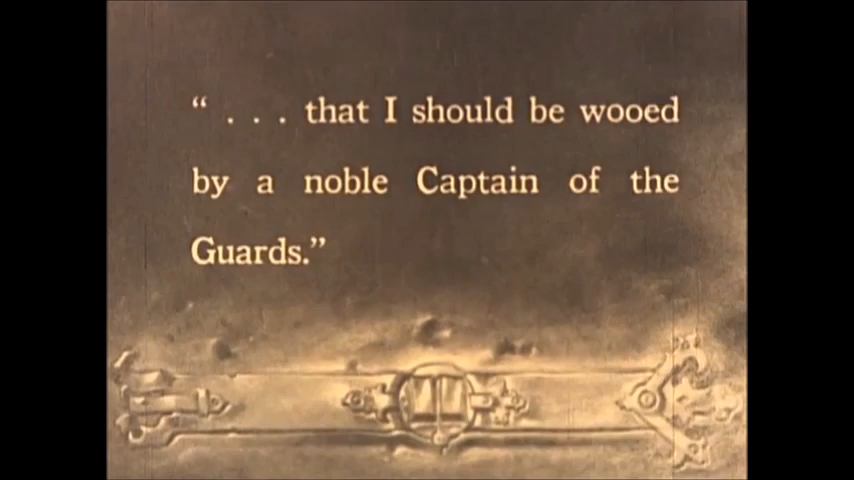 “ . . . that I should be wooed
by a noble Captain of the
Guards.”